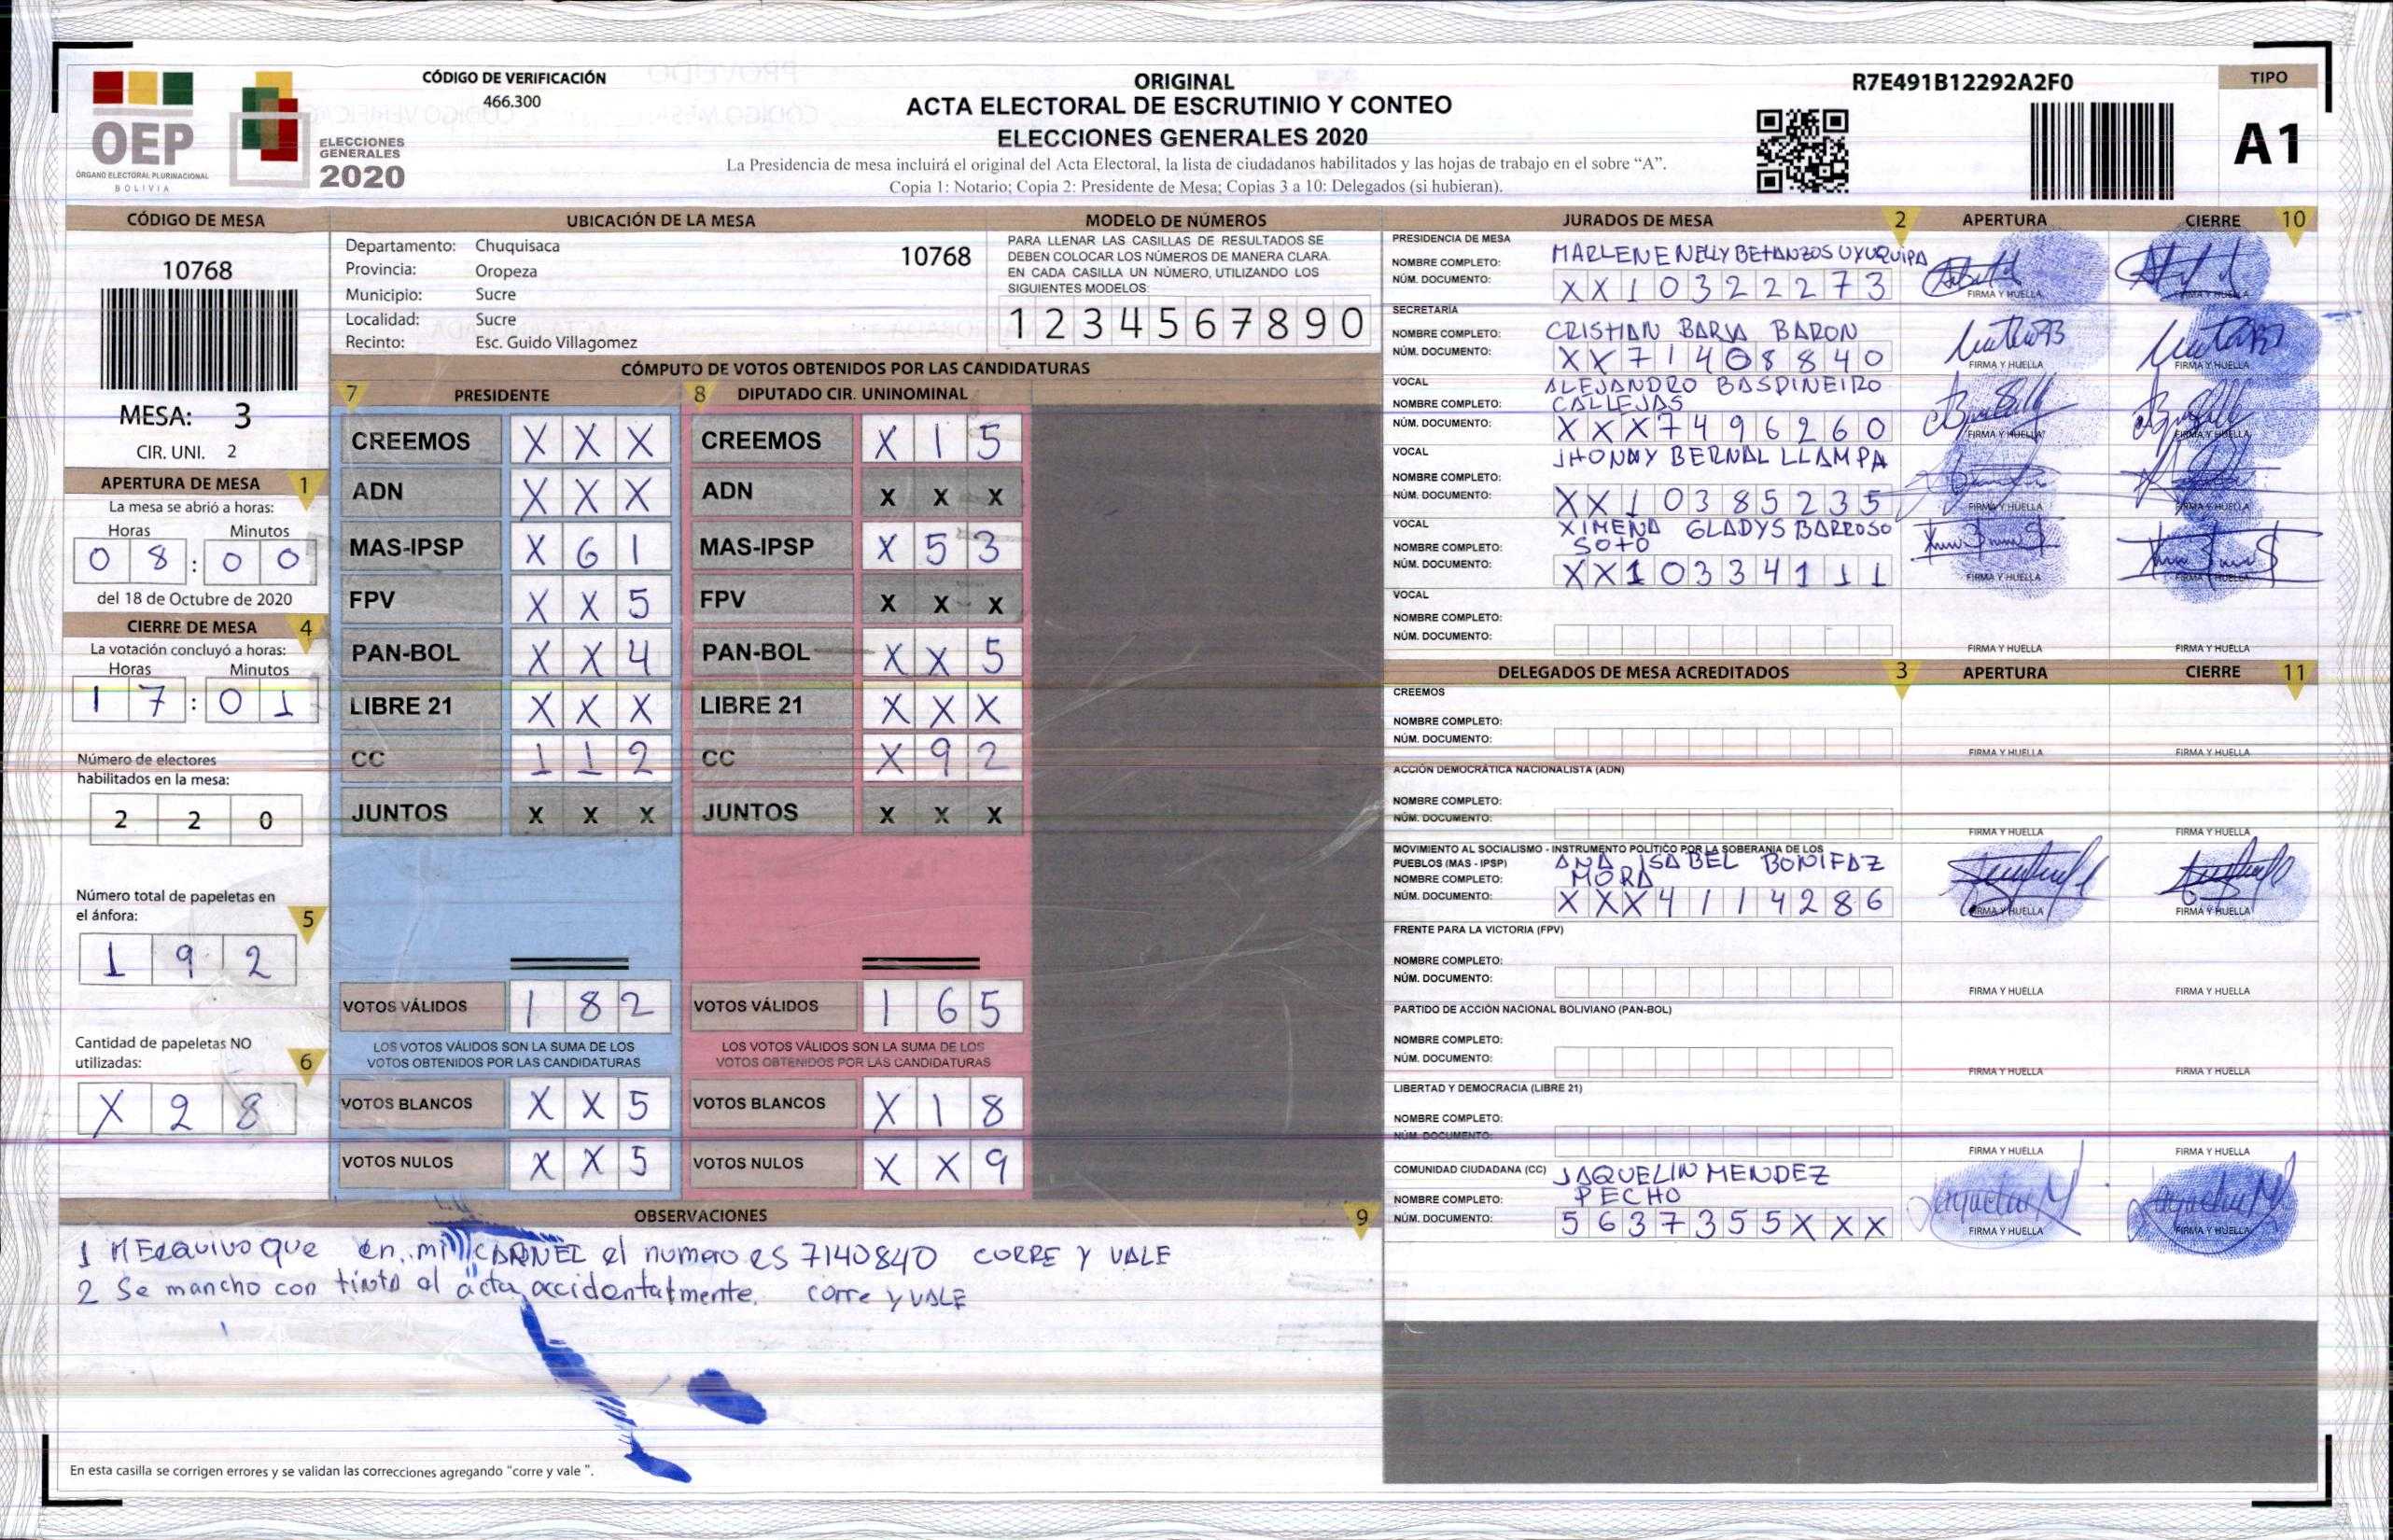 CÓDIGO DE VERIFICACIÓN
466.300
ORIGINAL
ACTA ELECTORAL DE ESCRUTINIO Y CONTEO
ELECCIONES GENERALES 2020
La Presidencia de mesa incluirá el original del Acta Electoral, la lista de ciudadanos habilitados y las hojas de trabajo en el sobre “A”.
Copia 1: Notario; Copia 2: Presidente de Mesa; Copias 3 a 10: Delegados (si hubieran).
R7E491B12292A2F0
TIPO
A1
OEP
ÓRGANO ELECTORAL PLURINACIONAL
BOLIVIA
ELECCIONES
GENERALES
2020
CÓDIGO DE MESA
10768
MESA: 3
CIR. UNI. 2
APERTURA DE MESA 1
La mesa se abrió a horas:
Horas Minutos
0 8 : 0 0
del 18 de Octubre de 2020
CIERRE DE MESA 4
La votación concluyó a horas:
Horas Minutos
1 7 : 0 1
Número de electores
habilitados en la mesa:
2 2 0
Número total de papeletas en
el ánfora: 5
1 9 2
Cantidad de papeletas NO
utilizadas: 6
X 2 8
UBICACIÓN DE LA MESA
Departamento: Chuquisaca 10768
Provincia: Oropeza
Municipio: Sucre
Localidad: Sucre
Recinto: Esc. Guido Villagomez
MODELO DE NÚMEROS
PARA LLENAR LAS CASILLAS DE RESULTADOS SE
DEBEN COLOCAR LOS NÚMEROS DE MANERA CLARA.
EN CADA CASILLA UN NÚMERO, UTILIZANDO LOS
SIGUIENTES MODELOS:
1 2 3 4 5 6 7 8 9 0
CÓMPUTO DE VOTOS OBTENIDOS POR LAS CANDIDATURAS
7 PRESIDENTE
CREEMOS X X X
ADN X X X
MAS-IPSP X 6 1
FPV X X 5
PAN-BOL X X 4
LIBRE 21 X X X
CC 1 1 2
JUNTOS X X X
VOTOS VÁLIDOS 1 8 2
LOS VOTOS VÁLIDOS SON LA SUMA DE LOS
VOTOS OBTENIDOS POR LAS CANDIDATURAS
VOTOS BLANCOS X X 5
VOTOS NULOS X X 5
8 DIPUTADO CIR. UNINOMINAL
CREEMOS X 1 5
ADN X X X
MAS-IPSP X 5 3
FPV X X X
PAN-BOL X X 5
LIBRE 21 X X X
CC X 9 2
JUNTOS X X X
VOTOS VÁLIDOS 1 6 5
LOS VOTOS VÁLIDOS SON LA SUMA DE LOS
VOTOS OBTENIDOS POR LAS CANDIDATURAS
VOTOS BLANCOS X 1 8
VOTOS NULOS X X 9
OBSERVACIONES 9
1 MEequivoque en mi CARNEL el numero es 7140840 CORRE Y VALE
2 Se mancho con tinta el acta accidentalmente. corre y VALE
En esta casilla se corrigen errores y se validan las correcciones agregando “corre y vale ”.
JURADOS DE MESA 2 APERTURA CIERRE 10
PRESIDENCIA DE MESA
NOMBRE COMPLETO: MARLENE NELLY BETANZOS UYUQUIPA
NÚM. DOCUMENTO: X X 1 0 3 2 2 2 7 3
FIRMA Y HUELLA FIRMA Y HUELLA
SECRETARÍA
NOMBRE COMPLETO: CRISTIAN BARJA BARON
NÚM. DOCUMENTO: X X 7 1 4 0 8 8 4 0
FIRMA Y HUELLA FIRMA Y HUELLA
VOCAL ALEJANDRO BASPINEIRO
NOMBRE COMPLETO: CALLEJAS
NÚM. DOCUMENTO: X X X 7 4 9 6 2 6 0
FIRMA Y HUELLA FIRMA Y HUELLA
VOCAL JHONNY BERNAL LLAMPA
NOMBRE COMPLETO:
NÚM. DOCUMENTO: X X 1 0 3 8 5 2 3 5
FIRMA Y HUELLA FIRMA Y HUELLA
VOCAL XIMENA GLADYS BARROSO
NOMBRE COMPLETO: SOTO
NÚM. DOCUMENTO: X X 1 0 3 3 4 1 1 1
FIRMA Y HUELLA FIRMA Y HUELLA
VOCAL
NOMBRE COMPLETO:
NÚM. DOCUMENTO:
FIRMA Y HUELLA FIRMA Y HUELLA
DELEGADOS DE MESA ACREDITADOS 3 APERTURA CIERRE 11
CREEMOS
NOMBRE COMPLETO:
NÚM. DOCUMENTO:
FIRMA Y HUELLA FIRMA Y HUELLA
ACCIÓN DEMOCRÁTICA NACIONALISTA (ADN)
NOMBRE COMPLETO:
NÚM. DOCUMENTO:
FIRMA Y HUELLA FIRMA Y HUELLA
MOVIMIENTO AL SOCIALISMO - INSTRUMENTO POLÍTICO POR LA SOBERANIA DE LOS
PUEBLOS (MAS - IPSP) ANA ISABEL BONIFAZ
NOMBRE COMPLETO: MORA
NÚM. DOCUMENTO: X X X 4 1 1 4 2 8 6
FIRMA Y HUELLA FIRMA Y HUELLA
FRENTE PARA LA VICTORIA (FPV)
NOMBRE COMPLETO:
NÚM. DOCUMENTO:
FIRMA Y HUELLA FIRMA Y HUELLA
PARTIDO DE ACCIÓN NACIONAL BOLIVIANO (PAN-BOL)
NOMBRE COMPLETO:
NÚM. DOCUMENTO:
FIRMA Y HUELLA FIRMA Y HUELLA
LIBERTAD Y DEMOCRACIA (LIBRE 21)
NOMBRE COMPLETO:
NÚM. DOCUMENTO:
FIRMA Y HUELLA FIRMA Y HUELLA
COMUNIDAD CIUDADANA (CC) JAQUELIN MENDEZ
NOMBRE COMPLETO: PECHO
NÚM. DOCUMENTO: 5 6 3 7 3 5 5 X X X
FIRMA Y HUELLA FIRMA Y HUELLA